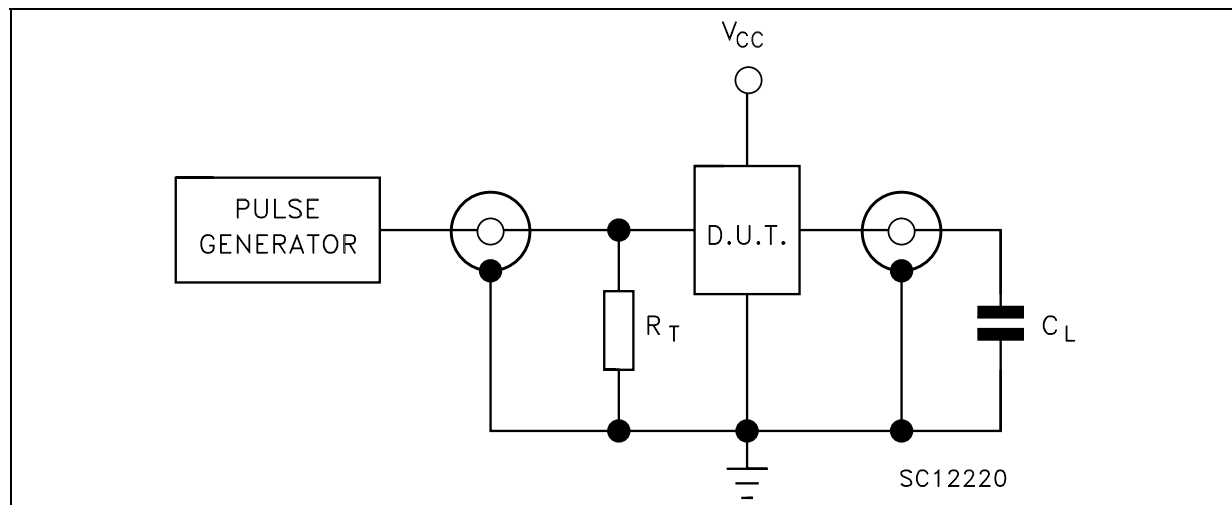 VCC
PULSE
GENERATOR
D.U.T.
RT
CL
SC12220